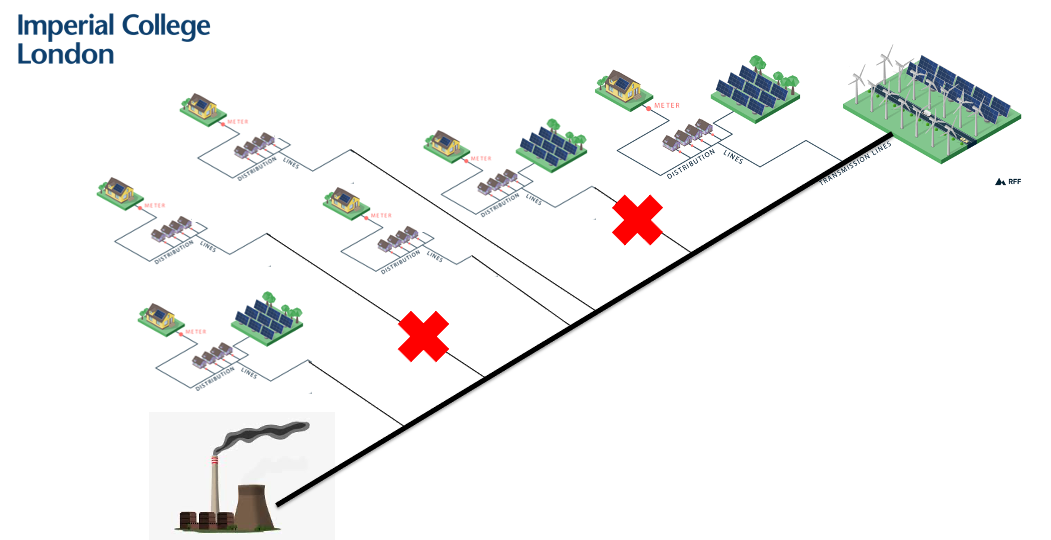 Imperial College
London
METER
DISTRIBUTION LINES
METER
DISTRIBUTION LINES
METER
DISTRIBUTION LINES
TRANSMISSION LINES
RFF
METER
DISTRIBUTION LINES
METER
DISTRIBUTION LINES
METER
DISTRIBUTION LINES